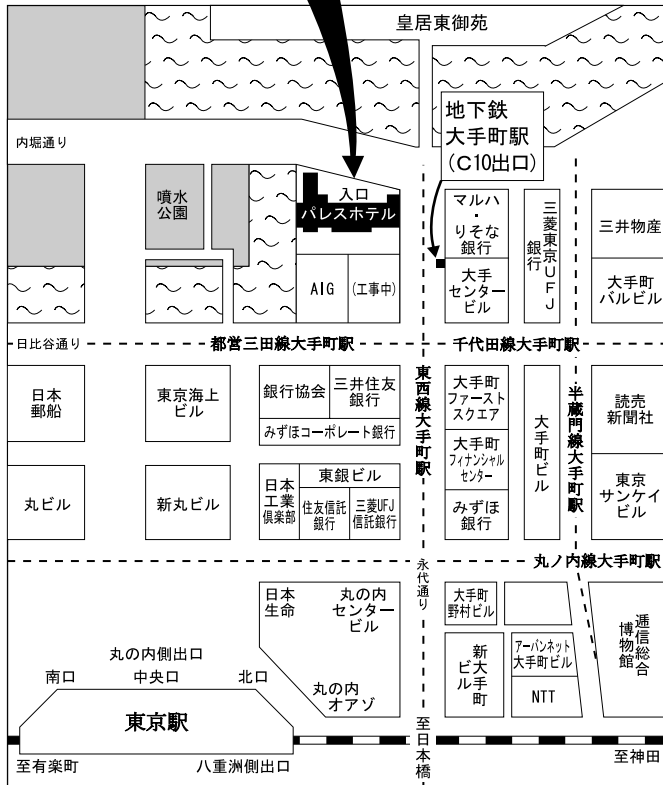 皇居東御苑
地下鉄
大手町駅
(C10出口)
内堀通り
噴水
公園
入口
パレスホテル
AIG
(工事中)
マルハ
・
りそな
銀行
大手
センター
ビル
三菱東京UFJ
銀行
三井物産
大手町
パルビル
日比谷通り
都営三田線大手町駅
千代田線大手町駅
日本
郵船
東京海上
ビル
銀行協会
三井住友
銀行
みずほコーポレート銀行
東西線大手町駅
大手町
ファースト
スクエア
大手町
フィナンシャル
センター
みずほ
銀行
大手町ビル
半蔵門線大手町駅
読売
新聞社
東京
サンケイ
ビル
丸ビル
新丸ビル
日本
工業
倶楽部
東銀ビル
住友信託
銀行
三菱UFJ
信託銀行
丸ノ内線大手町駅
永代通り
日本
生命
丸の内
センター
ビル
丸の内
オアゾ
大手町
野村ビル
新大手町
ビル
アーバンネット
大手町ビル
NTT
逓信総合
博物館
丸の内側出口
南口
中央口
北口
東京駅
至有楽町
八重洲側出口
至日本橋
至神田